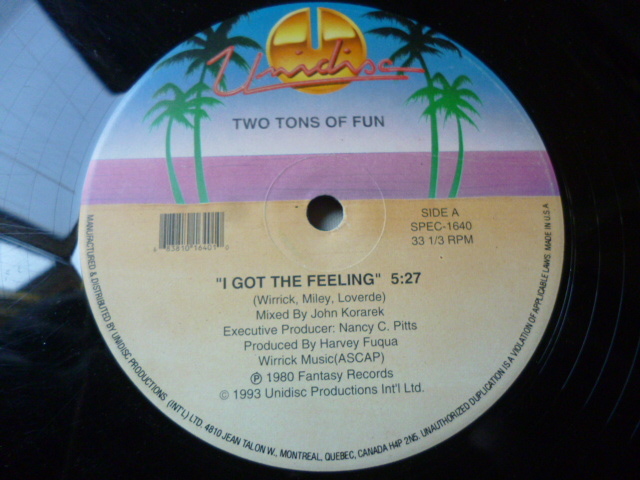 Unidisc
TWO TONS OF FUN
SIDE A
SPEC-1640
33 1/3 RPM
"I GOT THE FEELING" 5:27
(Wirrick, Miley, Loverde)
Mixed By John Korarek
Executive Producer: Nancy C. Pitts
Produced By Harvey Fuqua
Wirrick Music(ASCAP)
℗ 1980 Fantasy Records
© 1993 Unidisc Productions Int'l Ltd.
MANUFACTURED & DISTRIBUTED BY UNIDISC PRODUCTIONS (INT'L) LTD. 4810 JEAN TALON W., MONTREAL, QUEBEC, CANADA H4P 2N5. UNAUTHORIZED DUPLICATION IS A VIOLATION OF APPLICABLE LAWS. MADE IN U.S.A